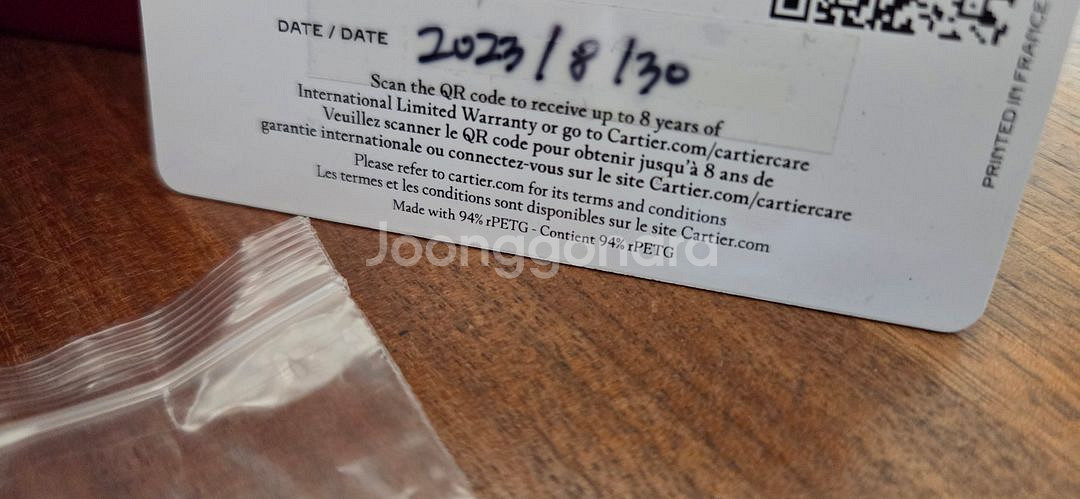 DATE / DATE 2023/8/30
Scan the QR code to receive up to 8 years of
International Limited Warranty or go to Cartier.com/cartiercare
Veuillez scanner le QR code pour obtenir jusqu'à 8 ans de
garantie internationale ou connectez-vous sur le site Cartier.com/cartiercare
Please refer to cartier.com for its terms and conditions
Les termes et les conditions sont disponibles sur le site Cartier.com
Made with 94% rPETG - Contient 94% rPETG
PRINTED IN FRANCE
Joonggonara